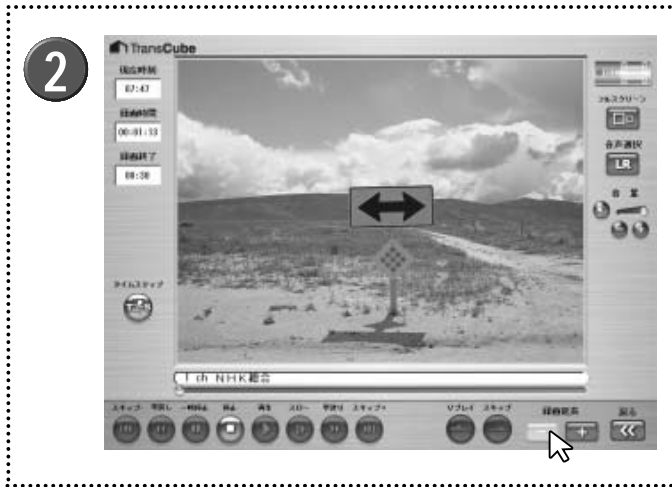 2
TransCube
現在時刻
07:47
録画時間
00:01:33
録画終了
08:30
タイムスリップ
フルスクリーン
音声選択
LR
音量
1 ch NHK総合
スキップ- 早戻し 一時停止 停止 再生 スロー 早送り スキップ+
リプレイ スキップ
録画延長
戻る
- +